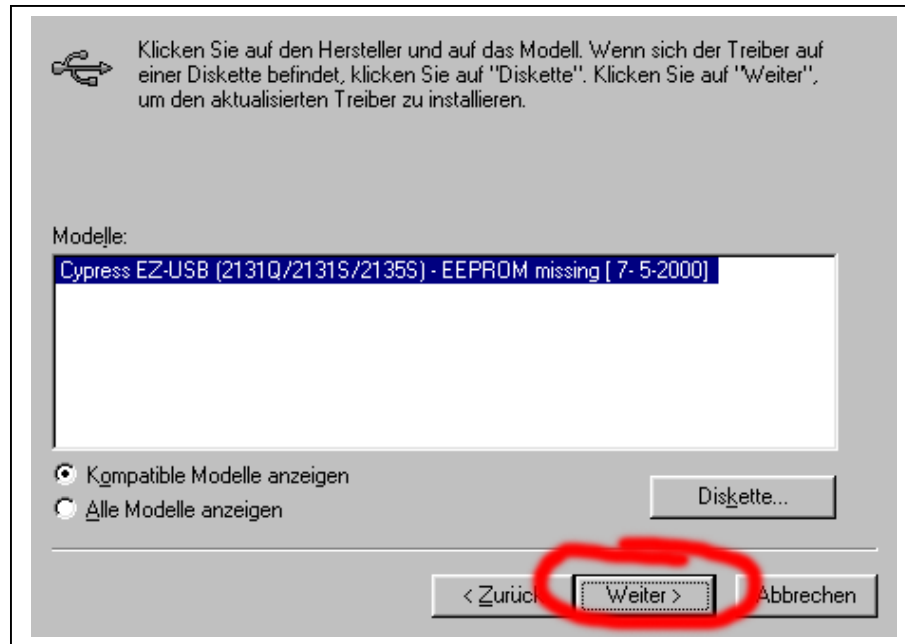 Klicken Sie auf den Hersteller und auf das Modell. Wenn sich der Treiber auf
einer Diskette befindet, klicken Sie auf "Diskette". Klicken Sie auf "Weiter",
um den aktualisierten Treiber zu installieren.
Modelle:
Cypress EZ-USB (2131Q/2131S/2135S) - EEPROM missing [ 7- 5-2000]
Kompatible Modelle anzeigen
Alle Modelle anzeigen
Diskette...
< Zurück Weiter > Abbrechen